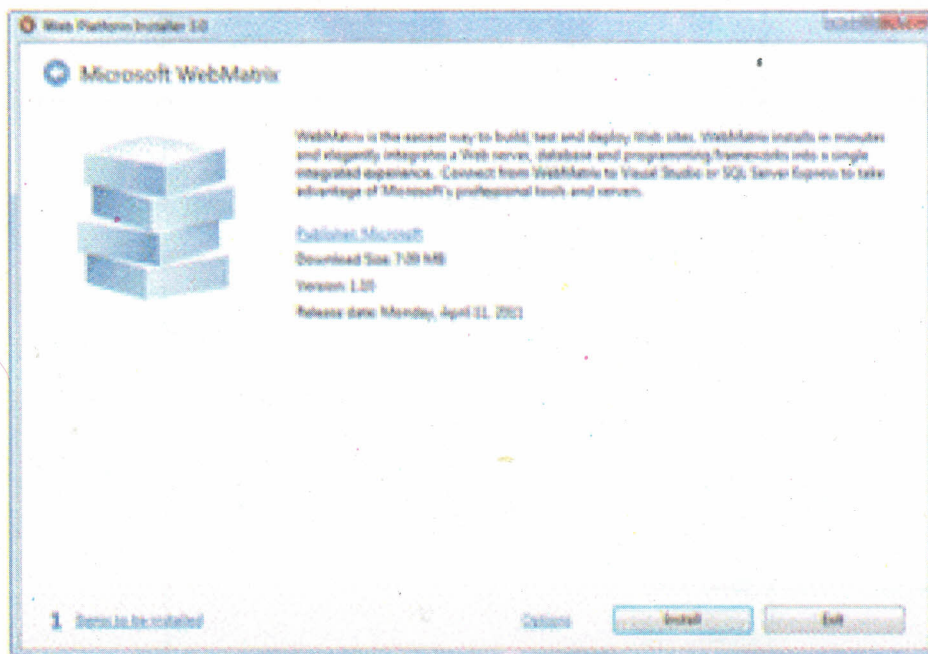 Web Platform Installer 3.0
Microsoft WebMatrix
WebMatrix is the easiest way to build, test and deploy Web sites. WebMatrix installs in minutes
and elegantly integrates a Web server, database and programming frameworks into a single
integrated experience. Connect from WebMatrix to Visual Studio or SQL Server Express to take
advantage of Microsoft's professional tools and servers.
Publisher: Microsoft
Download Size: MB
Version: 1.0
Release date: Monday, April 11, 2011
1 Items to be installed
Options
Install
Exit